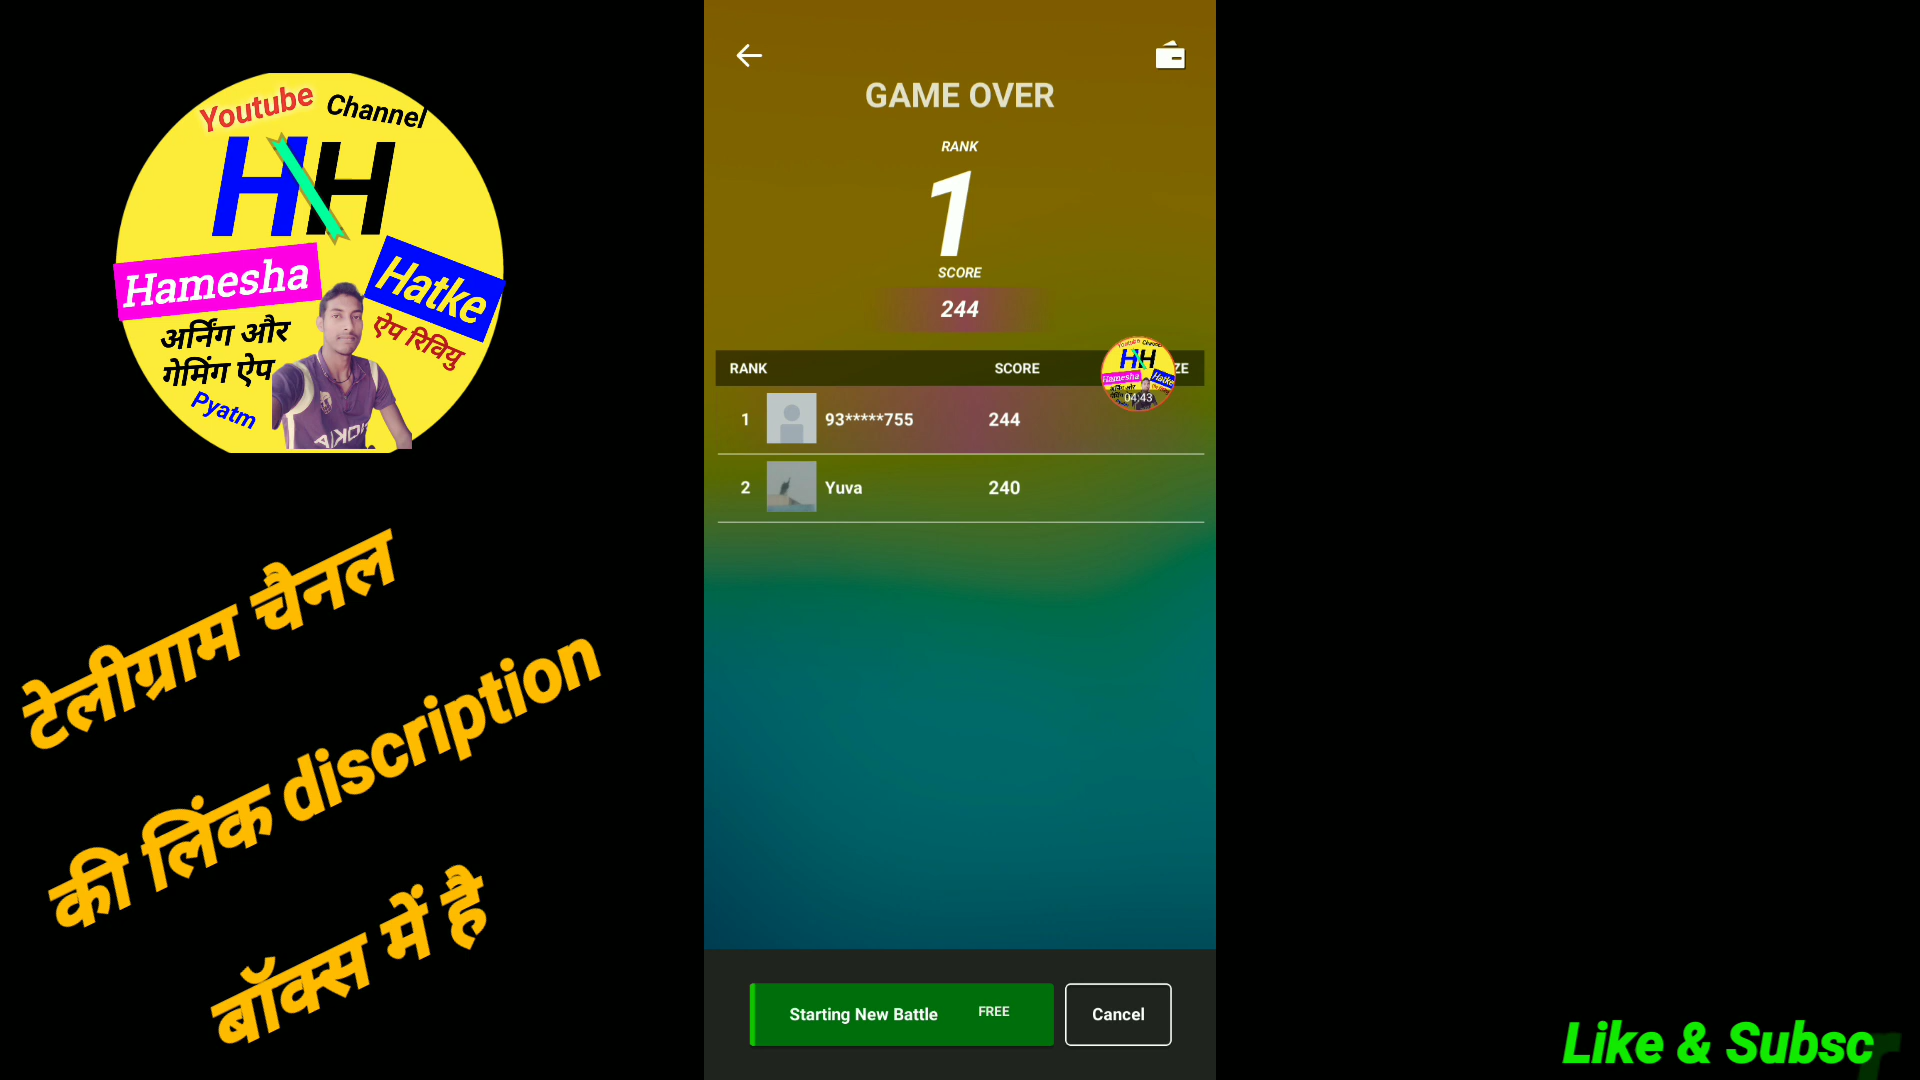 Youtube Channel
HH
Hamesha
Hatke
अर्निंग और
गेमिंग ऐप
ऐप रिवियु
Pyatm
टेलीग्राम चैनल
की लिंक discription
बॉक्स में है
GAME OVER
RANK
1
SCORE
244
RANK SCORE ZE
1 93*****755 244
2 Yuva 240
04:43
Starting New Battle FREE
Cancel
Like & Subsc